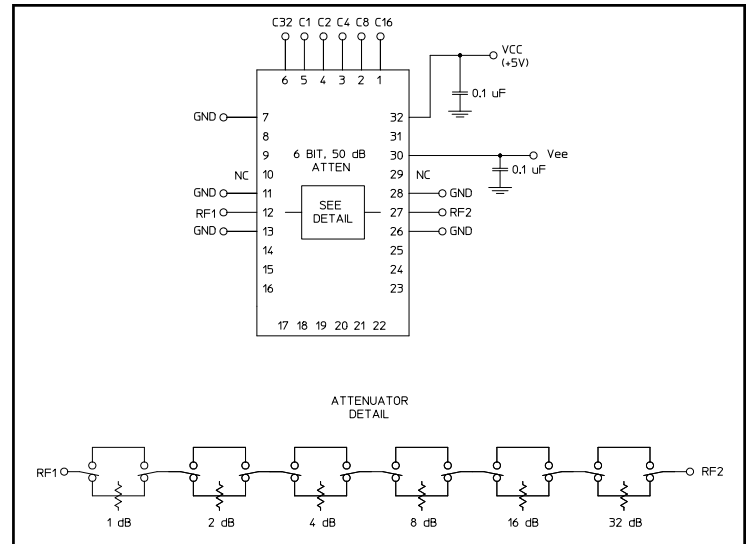 C32 C1 C2 C4 C8 C16
6 5 4 3 2 1
VCC
(+5V)
0.1 uF
GND 7
32
8
31
9
30
Vee
0.1 uF
6 BIT, 50 dB
ATTEN
NC 10
29 NC
GND 11
28 GND
RF1 12
SEE
DETAIL
27 RF2
GND 13
26 GND
14
25
15
24
16
23
17 18 19 20 21 22
ATTENUATOR
DETAIL
RF1
RF2
1 dB 2 dB 4 dB 8 dB 16 dB 32 dB